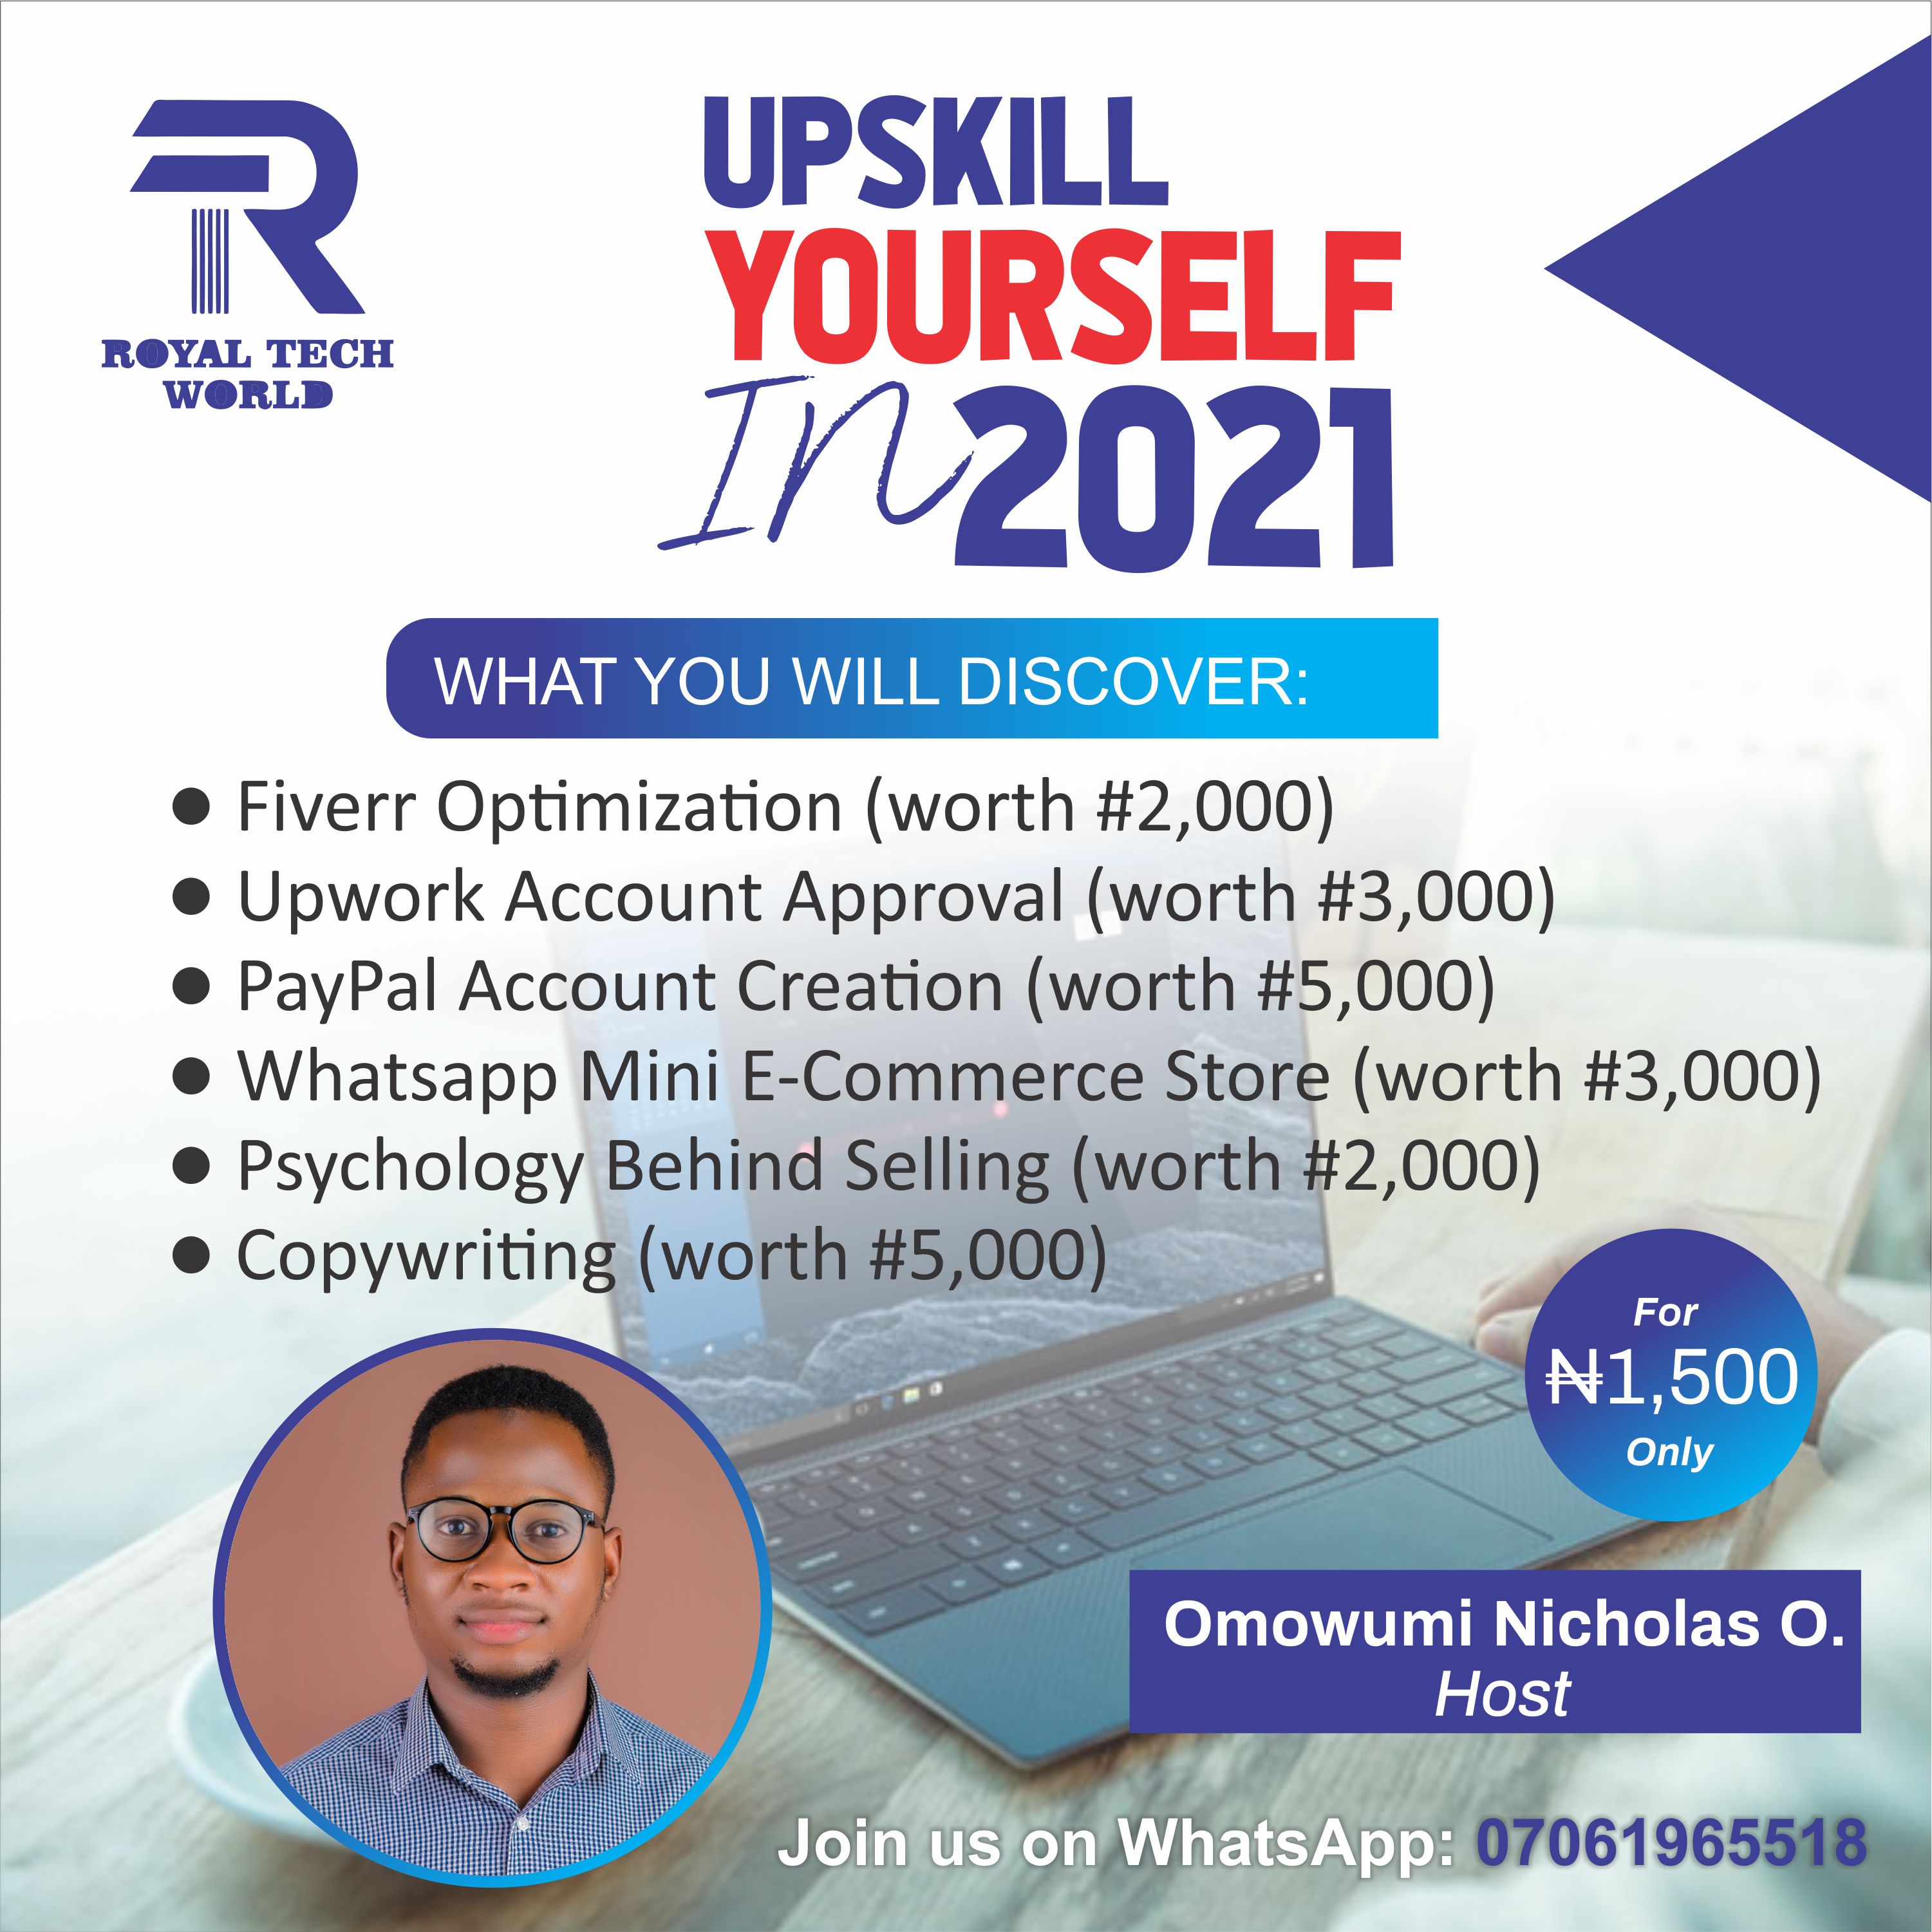 ROYAL TECH
WORLD
UPSKILL
YOURSELF
In 2021
WHAT YOU WILL DISCOVER:
● Fiverr Optimization (worth #2,000)
● Upwork Account Approval (worth #3,000)
● PayPal Account Creation (worth #5,000)
● Whatsapp Mini E-Commerce Store (worth #3,000)
● Psychology Behind Selling (worth #2,000)
● Copywriting (worth #5,000)
For
₦1,500
Only
Omowumi Nicholas O.
Host
Join us on WhatsApp: 07061965518